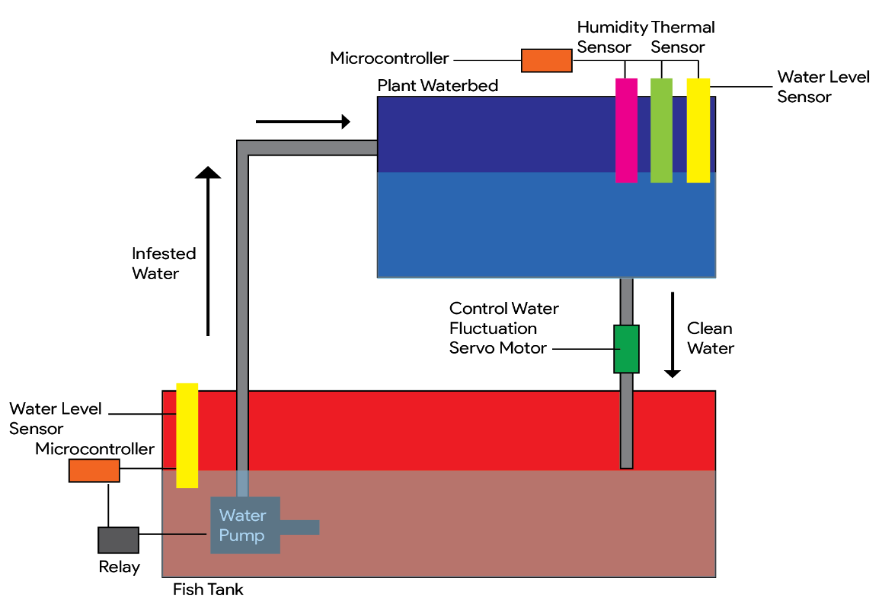 Humidity Thermal
Sensor Sensor
Microcontroller
Water Level
Sensor
Plant Waterbed
Infested
Water
Control Water
Fluctuation
Servo Motor
Clean
Water
Water Level
Sensor
Microcontroller
Water
Pump
Relay
Fish Tank